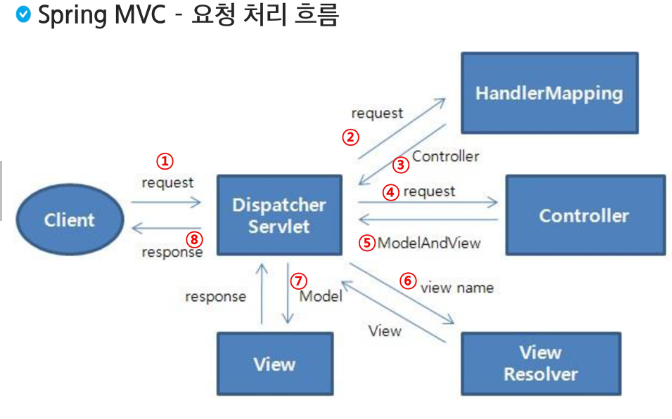 Spring MVC - 요청 처리 흐름
HandlerMapping
request
②
①
③ Controller
request
④ request
Client
Dispatcher
Servlet
Controller
⑧
response
⑤ ModelAndView
⑦
⑥ view name
response
Model
View
View
View
Resolver